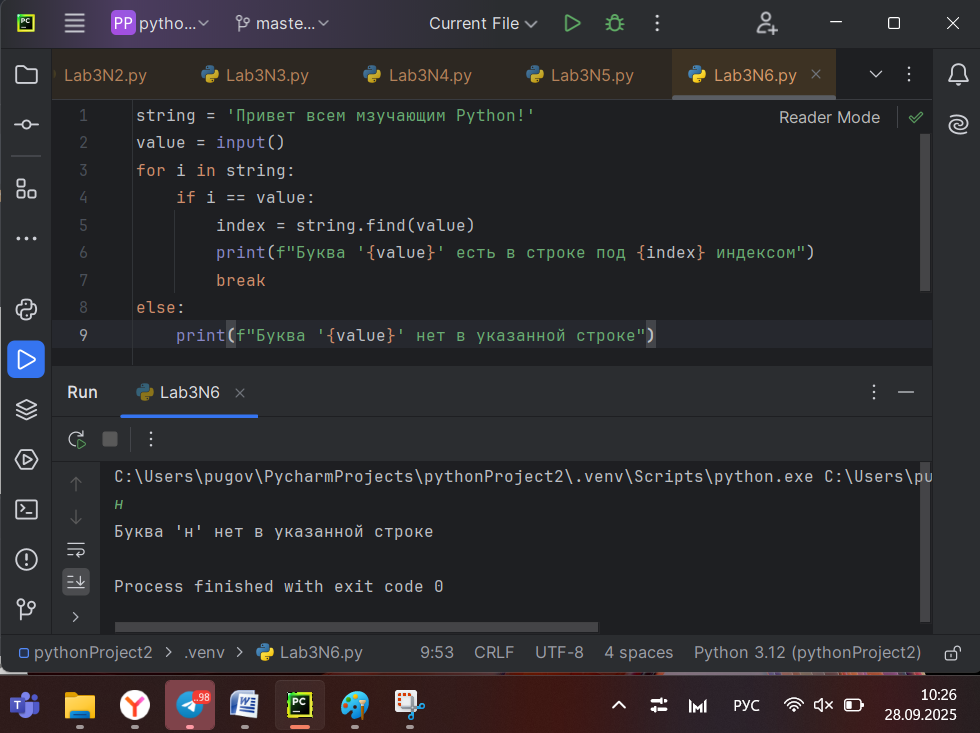 PC PP pytho... maste... Current File
Lab3N2.py Lab3N3.py Lab3N4.py Lab3N5.py Lab3N6.py
1 string = 'Привет всем мзучающим Python!' Reader Mode
2 value = input()
3 for i in string:
4 if i == value:
5 index = string.find(value)
6 print(f"Буква '{value}' есть в строке под {index} индексом")
7 break
8 else:
9 print(f"Буква '{value}' нет в указанной строке")
Run Lab3N6
C:\Users\pugov\PycharmProjects\pythonProject2\.venv\Scripts\python.exe C:\Users\pu
н
Буква 'н' нет в указанной строке
Process finished with exit code 0
pythonProject2 > .venv > Lab3N6.py 9:53 CRLF UTF-8 4 spaces Python 3.12 (pythonProject2)
98 PC РУС 10:26
28.09.2025